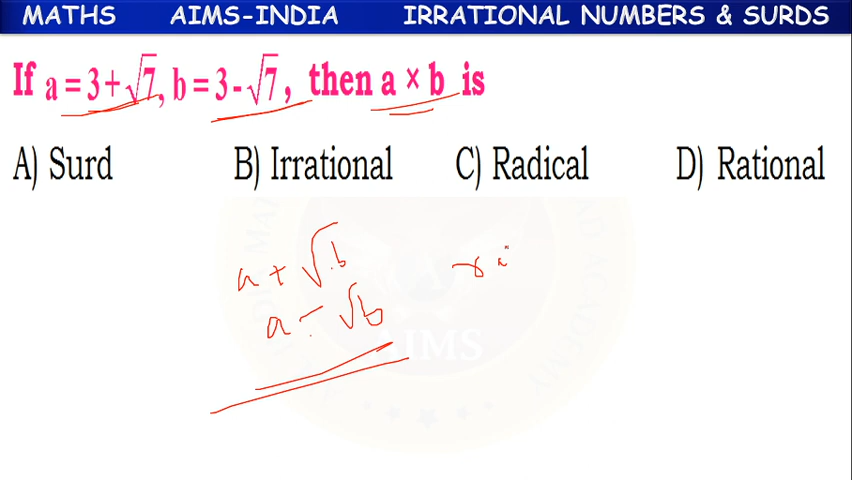 MATHS AIMS-INDIA IRRATIONAL NUMBERS & SURDS
If a = 3 + √7, b = 3 - √7, then a × b is
A) Surd B) Irrational C) Radical D) Rational
a + √b
a - √b
AIMS